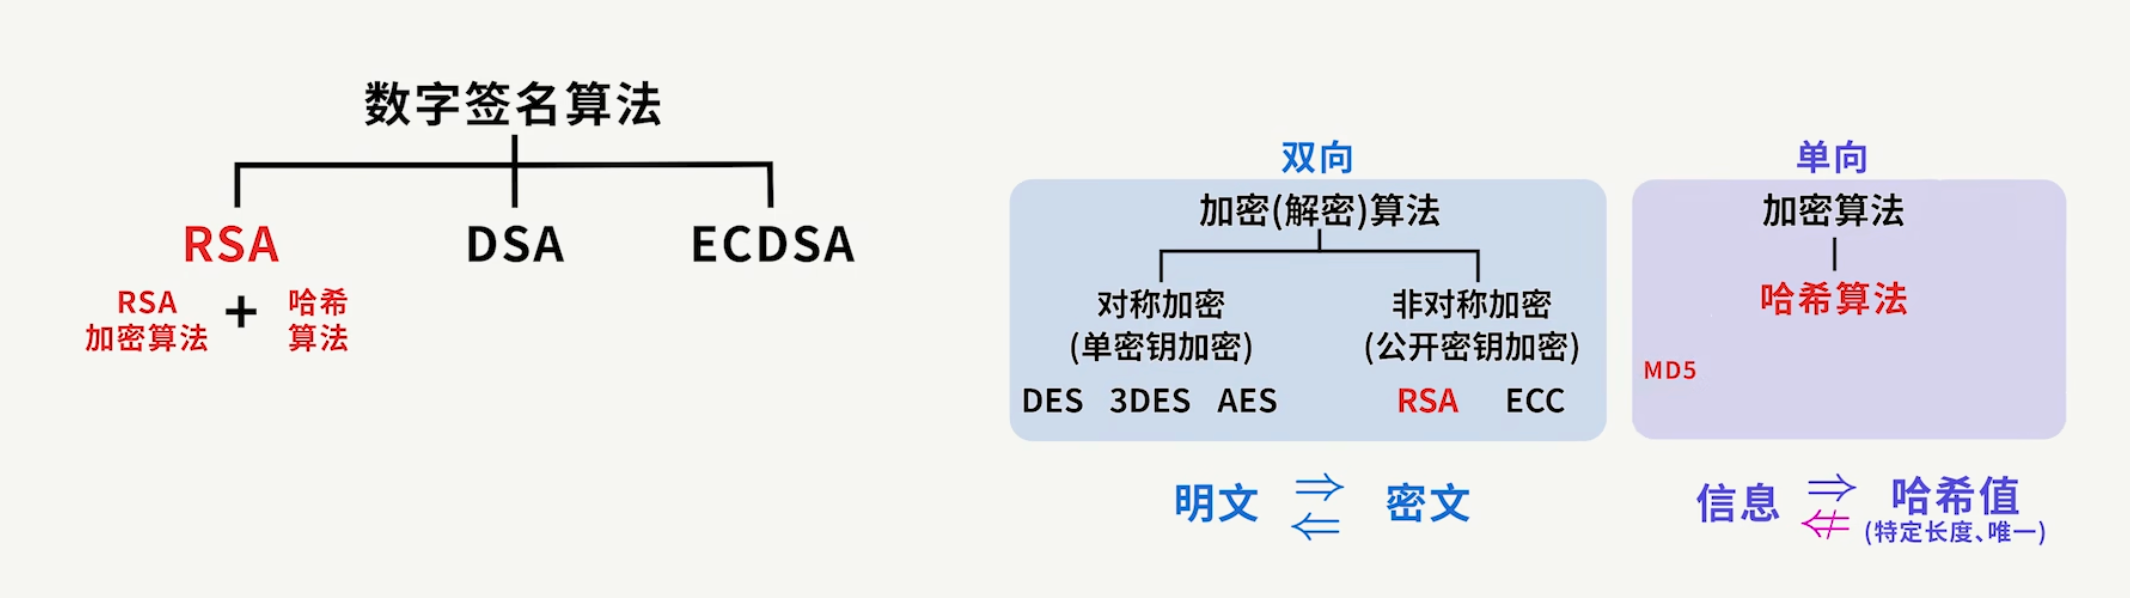 数字签名算法
RSA
DSA
ECDSA
RSA
加密算法
+
哈希
算法
双向
加密(解密)算法
对称加密
(单密钥加密)
DES 3DES AES
非对称加密
(公开密钥加密)
RSA ECC
明文 ⇒ ⇐ 密文
单向
加密算法
哈希算法
MD5
信息 ⇒ ⇍ 哈希值
(特定长度、唯一)